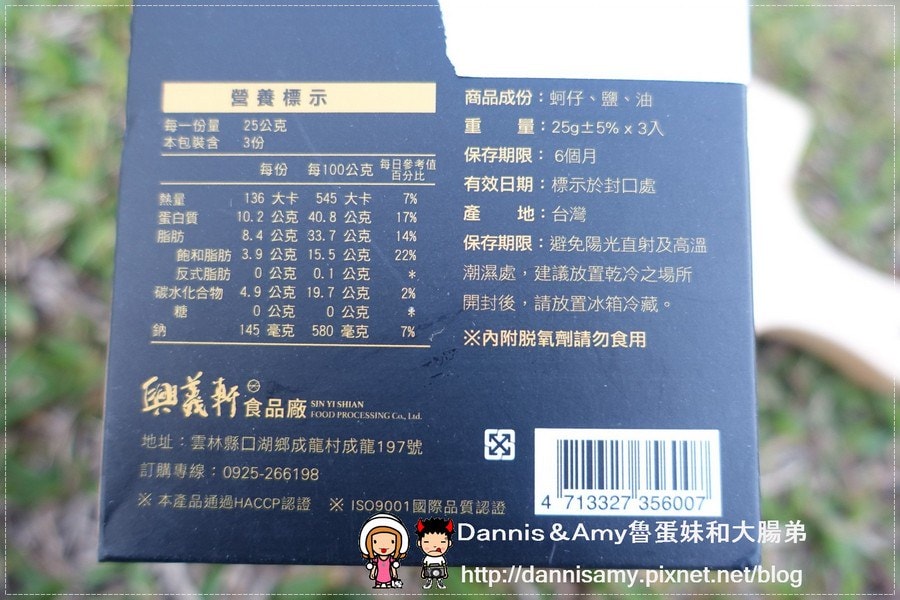 營養標示
每一份量 25公克
本包裝含 3份
每份 每100公克 每日參考值百分比
熱量 136 大卡 545 大卡 7%
蛋白質 10.2 公克 40.8 公克 17%
脂肪 8.4 公克 33.7 公克 14%
飽和脂肪 3.9 公克 15.5 公克 22%
反式脂肪 0 公克 0.1 公克 *
碳水化合物 4.9 公克 19.7 公克 2%
糖 0 公克 0 公克 *
鈉 145 毫克 580 毫克 7%
商品成份：蚵仔、鹽、油
重 量：25g±5% x 3入
保存期限： 6個月
有效日期：標示於封口處
產 地：台灣
保存期限：避免陽光直射及高溫
潮濕處，建議放置乾冷之場所
開封後，請放置冰箱冷藏。
※內附脱氧劑請勿食用
興義軒食品廠 SIN YI SHIAN
FOOD PROCESSING Co., Ltd.
地址：雲林縣口湖鄉成龍村成龍197號
訂購專線：0925-266198
※ 本產品通過HACCP認證 ※ ISO9001國際品質認證
4 713327 356007
Dannis&Amy魯蛋妹和大腸弟
http://dannisamy.pixnet.net/blog